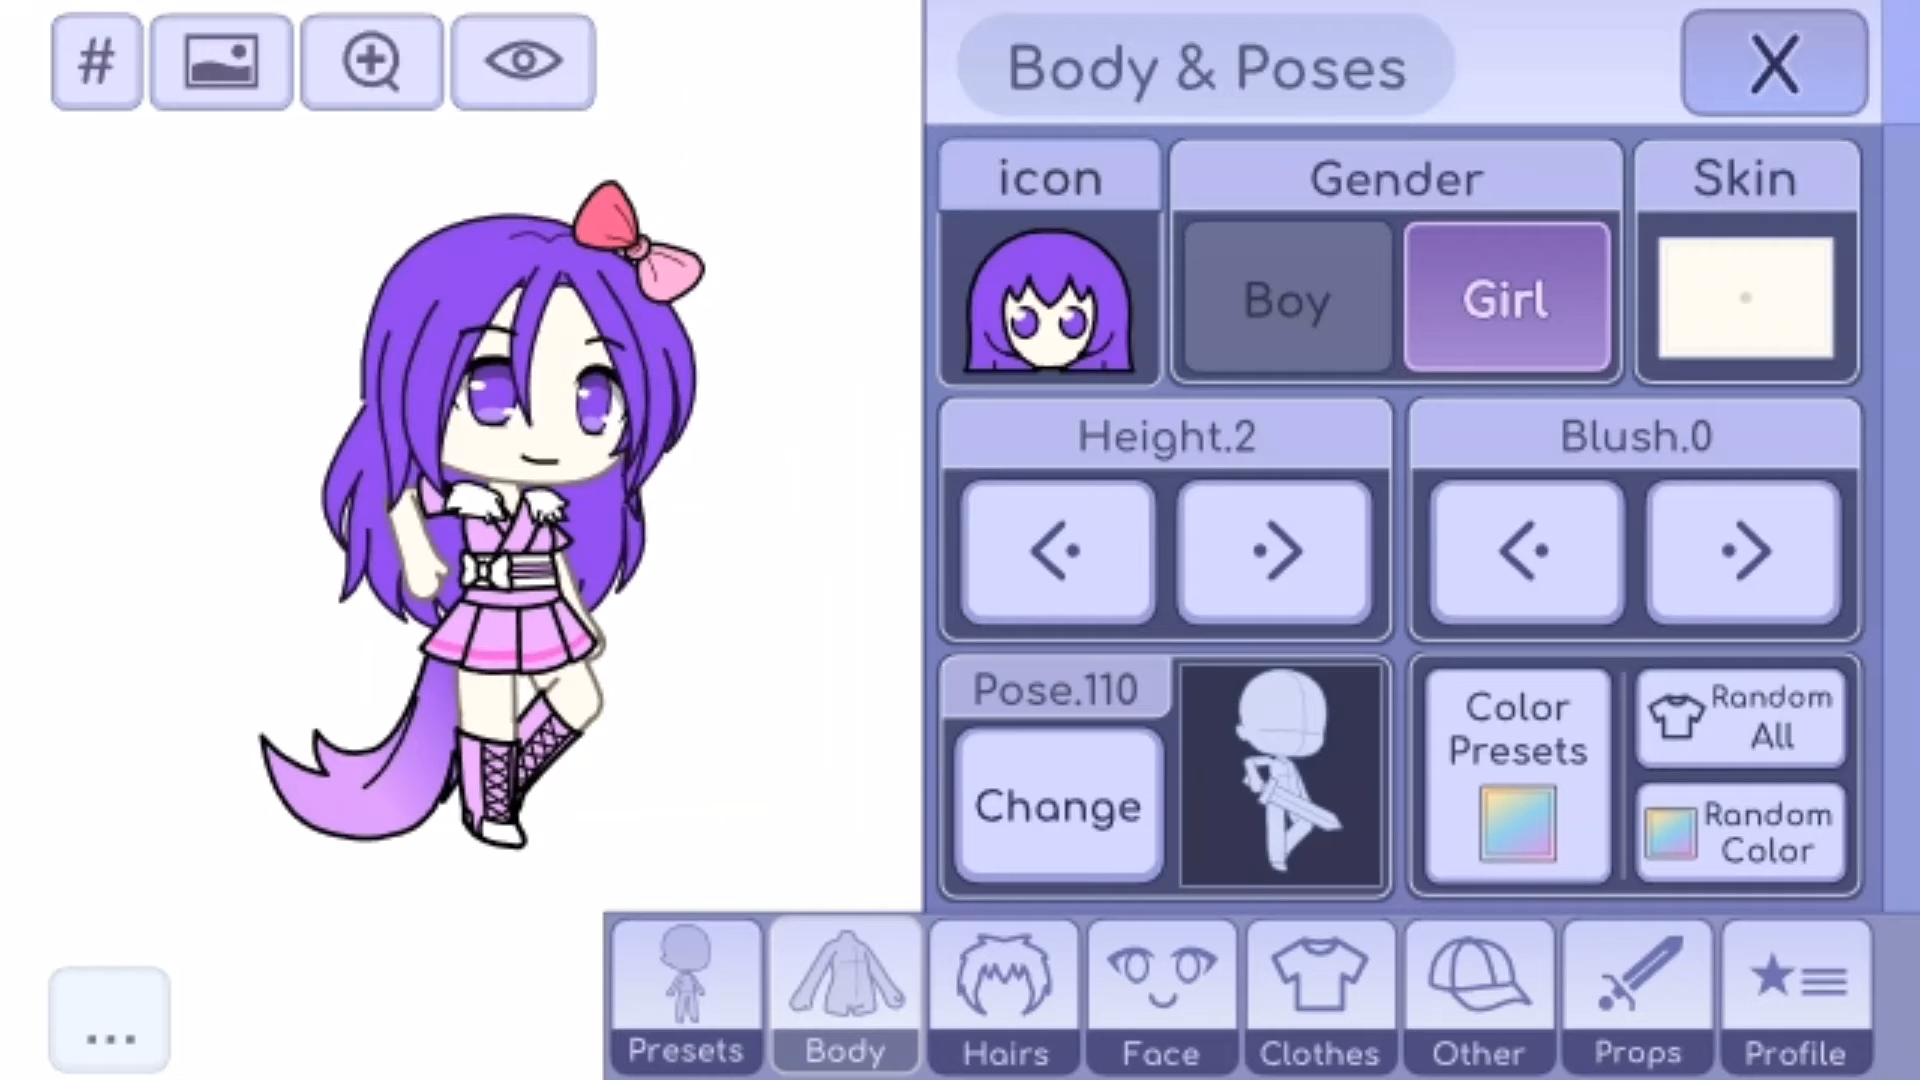 #
Body & Poses
X
icon
Gender
Skin
Boy
Girl
Height.2
Blush.0
Pose.110
Change
Color
Presets
Random
All
Random
Color
...
Presets
Body
Hairs
Face
Clothes
Other
Props
Profile